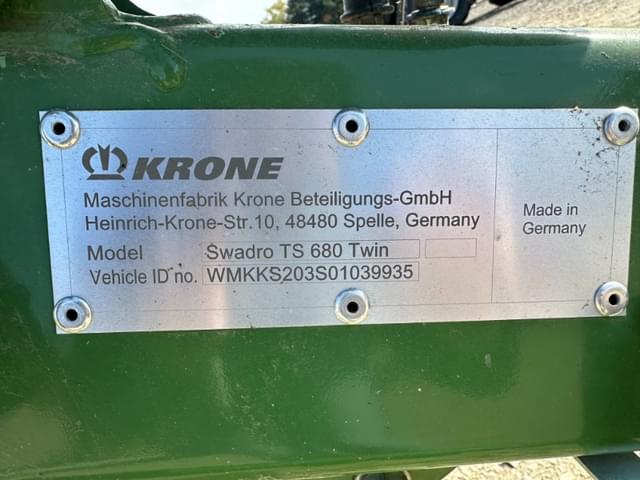 KRONE
Maschinenfabrik Krone Beteiligungs-GmbH
Heinrich-Krone-Str.10, 48480 Spelle, Germany
Model Swadro TS 680 Twin
Vehicle ID no. WMKKS203S01039935
Made in
Germany